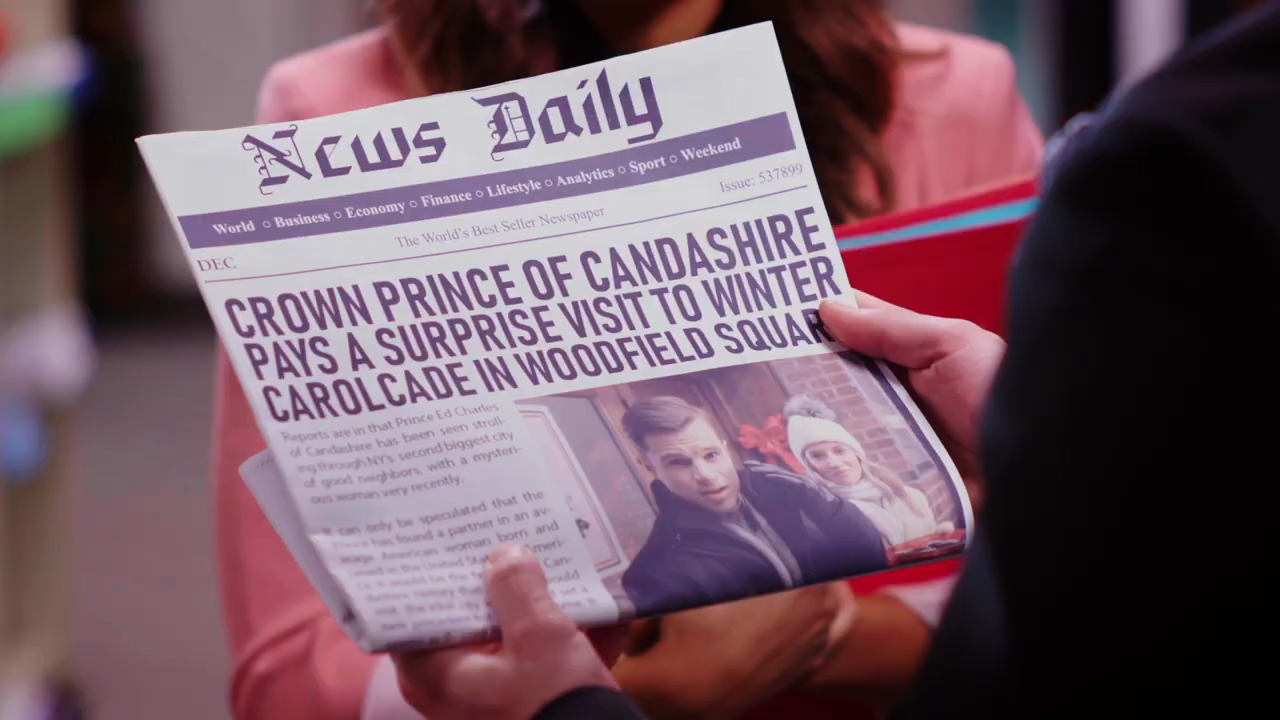 News Daily
World ○ Business ○ Economy ○ Finance ○ Lifestyle ○ Analytics ○ Sport ○ Weekend
The World's Best Seller Newspaper
Issue: 537899
DEC
CROWN PRINCE OF CANDASHIRE
PAYS A SURPRISE VISIT TO WINTER
CAROLCADE IN WOODFIELD SQUAR
Reports are in that Prince Ed Charles
of Candashire has been seen stroll-
ing through NY's second biggest city
of good neighbors, with a mysteri-
ous woman very recently.
can only be speculated that the
has found a partner in an av-
American woman born and
in the United